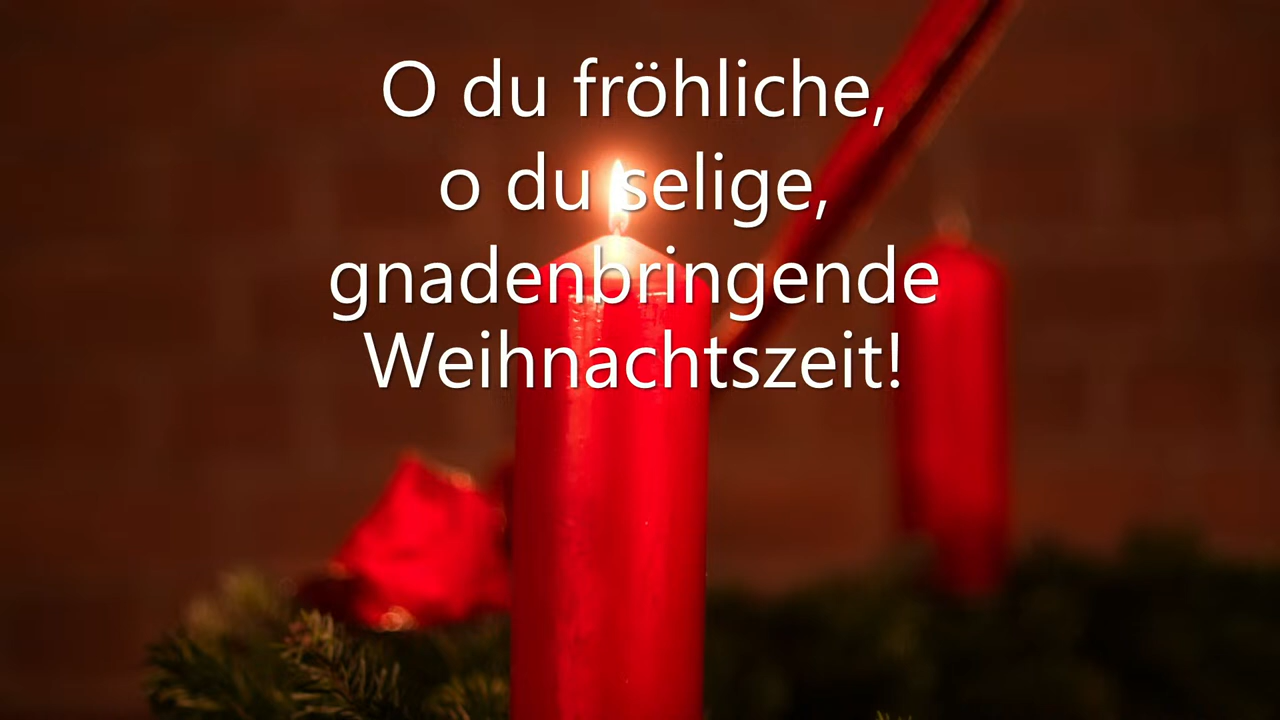 O du fröhliche,
o du selige,
gnadenbringende
Weihnachtszeit!